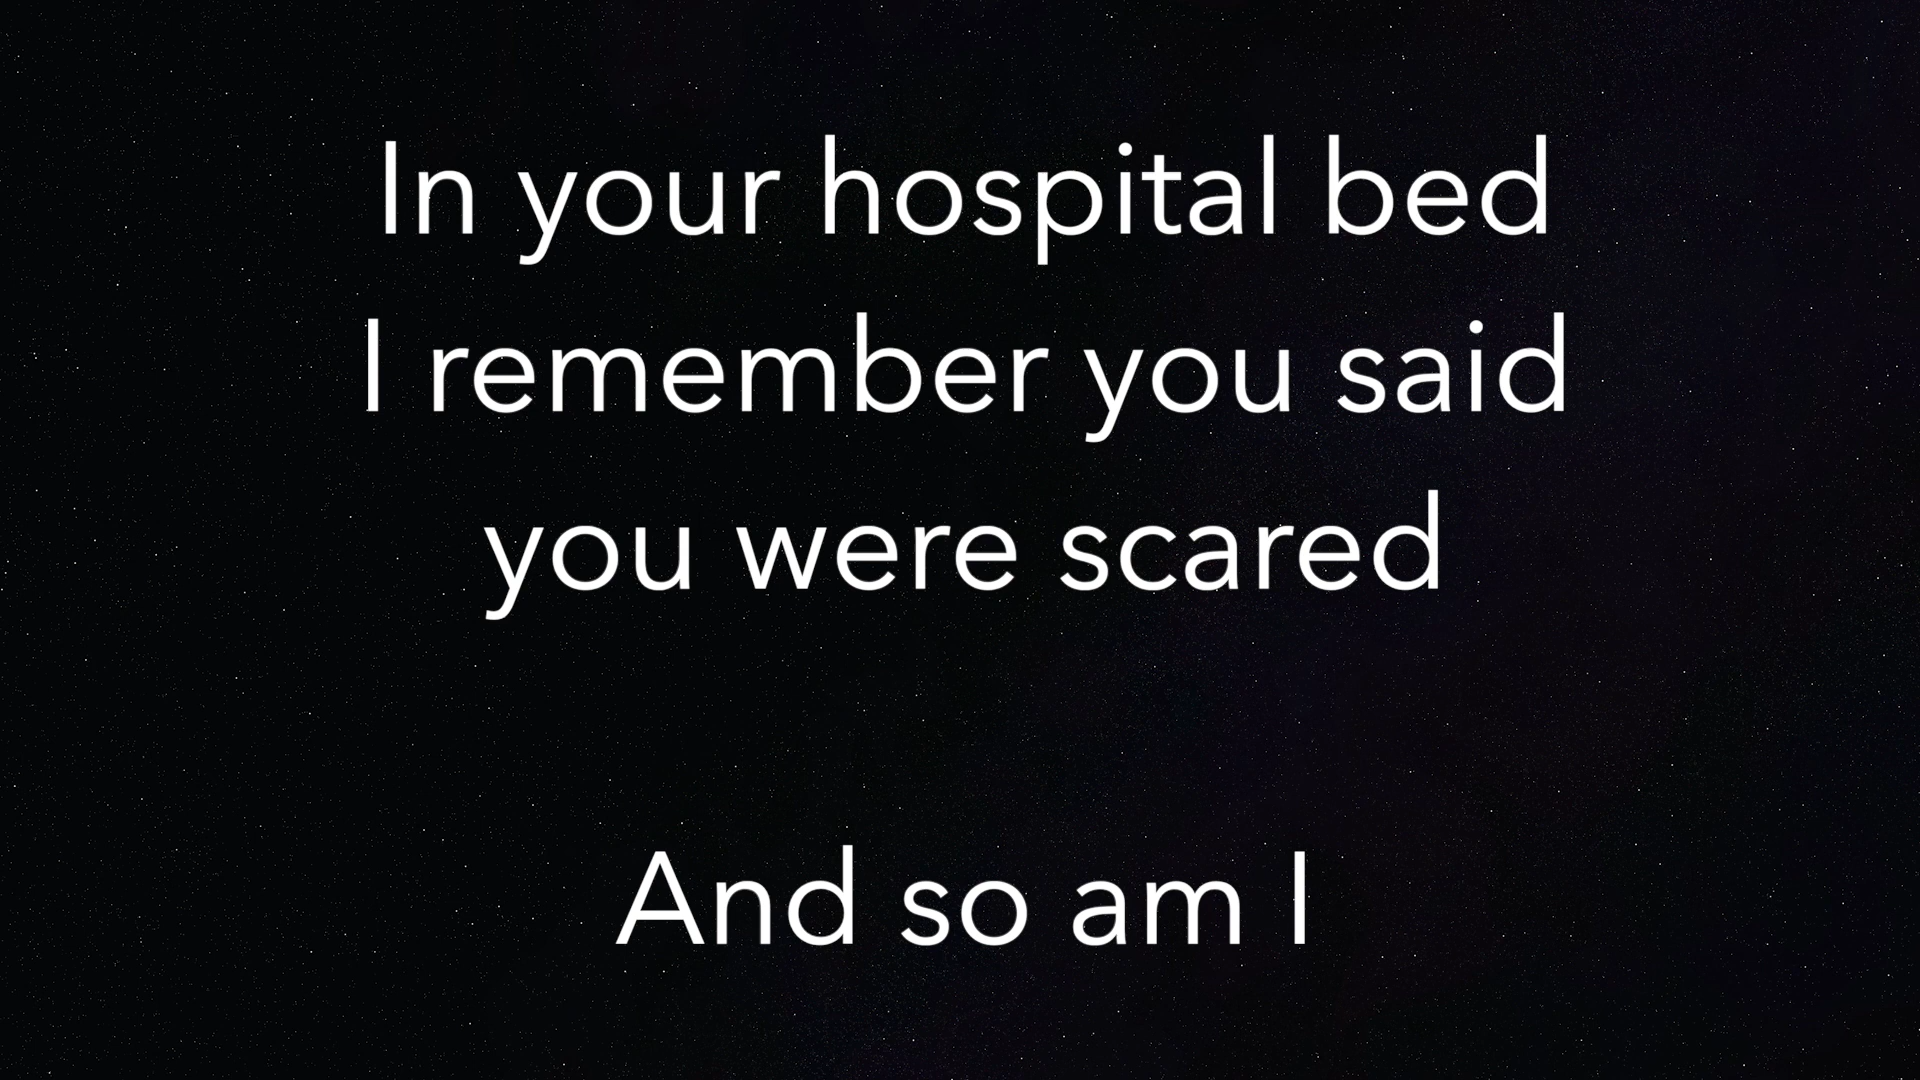 In your hospital bed
I remember you said
you were scared
And so am I